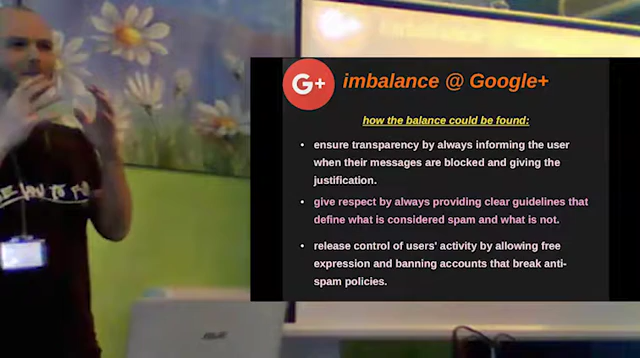 G+
imbalance @ Google+
how the balance could be found:
• ensure transparency by always informing the user
when their messages are blocked and giving the
justification.
• give respect by always providing clear guidelines that
define what is considered spam and what is not.
• release control of users' activity by allowing free
expression and banning accounts that break anti-
spam policies.